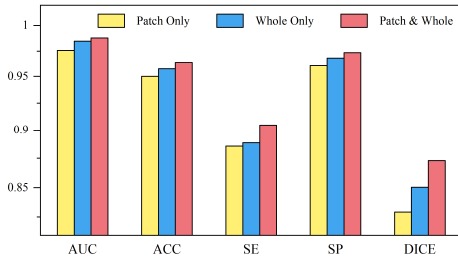 Patch Only Whole Only Patch & Whole
1
0.95
0.9
0.85
AUC ACC SE SP DICE